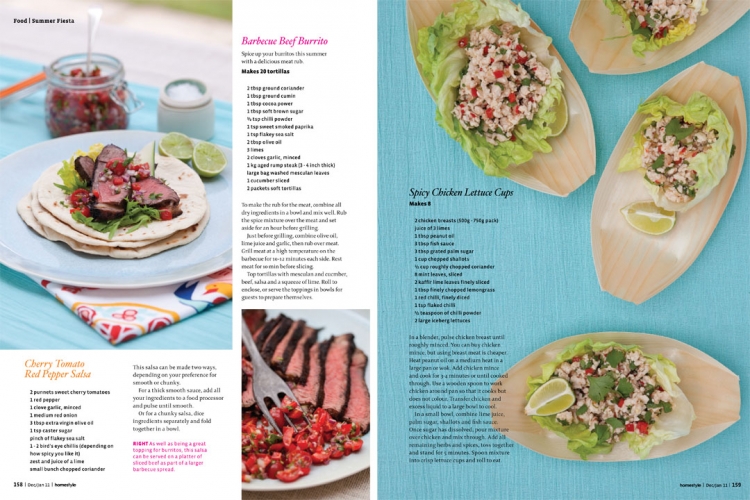 Food | Summer Fiesta
Barbecue Beef Burrito
Spice up your burritos this summer
with a delicious meat rub.
Makes 20 tortillas
2 tbsp ground coriander
1 tbsp ground cumin
1 tbsp cocoa power
1 tbsp soft brown sugar
½ tsp chilli powder
1 tsp sweet smoked paprika
1 tsp flakey sea salt
2 tbsp olive oil
3 limes
2 cloves garlic, minced
1 kg aged rump steak (3 - 4 inch thick)
large bag washed mesculan leaves
1 cucumber sliced
2 packets soft tortillas
To make the rub for the meat, combine all
dry ingredients in a bowl and mix well. Rub
the spice mixture over the meat and set
aside for an hour before grilling.
Just before grilling, combine olive oil,
lime juice and garlic, then rub over meat.
Grill meat at a high temperature on the
barbecue for 10-12 minutes each side. Rest
meat for 10 min before slicing.
Top tortillas with mesculan and cucumber,
beef, salsa and a squeeze of lime. Roll to
enclose, or serve the toppings in bowls for
guests to prepare themselves.
Cherry Tomato
Red Pepper Salsa
2 punnets sweet cherry tomatoes
1 red pepper
1 clove garlic, minced
1 medium red onion
3 tbsp extra virgin olive oil
1 tsp caster sugar
pinch of flakey sea salt
1 - 2 bird's eye chillis (depending on
how spicy you like it)
zest and juice of a lime
small bunch chopped coriander
This salsa can be made two ways,
depending on your preference for
smooth or chunky.
For a thick smooth sauce, add all
your ingredients to a food processor
and pulse until smooth.
Or for a chunky salsa, dice
ingredients separately and fold
together in a bowl.
RIGHT As well as being a great
topping for burritos, this salsa
can be served on a platter of
sliced beef as part of a larger
barbecue spread.
158 | Dec/Jan 11 | homestyle
Spicy Chicken Lettuce Cups
Makes 8
2 chicken breasts (500g - 750g pack)
juice of 3 limes
1 tbsp peanut oil
3 tbsp fish sauce
3 tbsp grated palm sugar
1 cup chopped shallots
½ cup roughly chopped coriander
8 mint leaves, sliced
2 kaffir lime leaves finely sliced
1 tbsp finely chopped lemongrass
1 red chilli, finely diced
1 tsp flaked chilli
½ teaspoon of chilli powder
2 large iceberg lettuces
In a blender, pulse chicken breast until
roughly minced. You can buy chicken
mince, but using breast meat is cheaper.
Heat peanut oil on a medium heat in a
large pan or wok. Add chicken mince
and cook for 3-4 minutes or until cooked
through. Use a wooden spoon to work
chicken around pan so that it cooks but
does not colour. Transfer chicken and
excess liquid to a large bowl to cool.
In a small bowl, combine lime juice,
palm sugar, shallots and fish sauce.
Once sugar has dissolved, pour mixture
over chicken and mix through. Add all
remaining herbs and spices, toss together
and stand for 5 minutes. Spoon mixture
into crisp lettuce cups and roll to eat.
homestyle | Dec/Jan 11 | 159